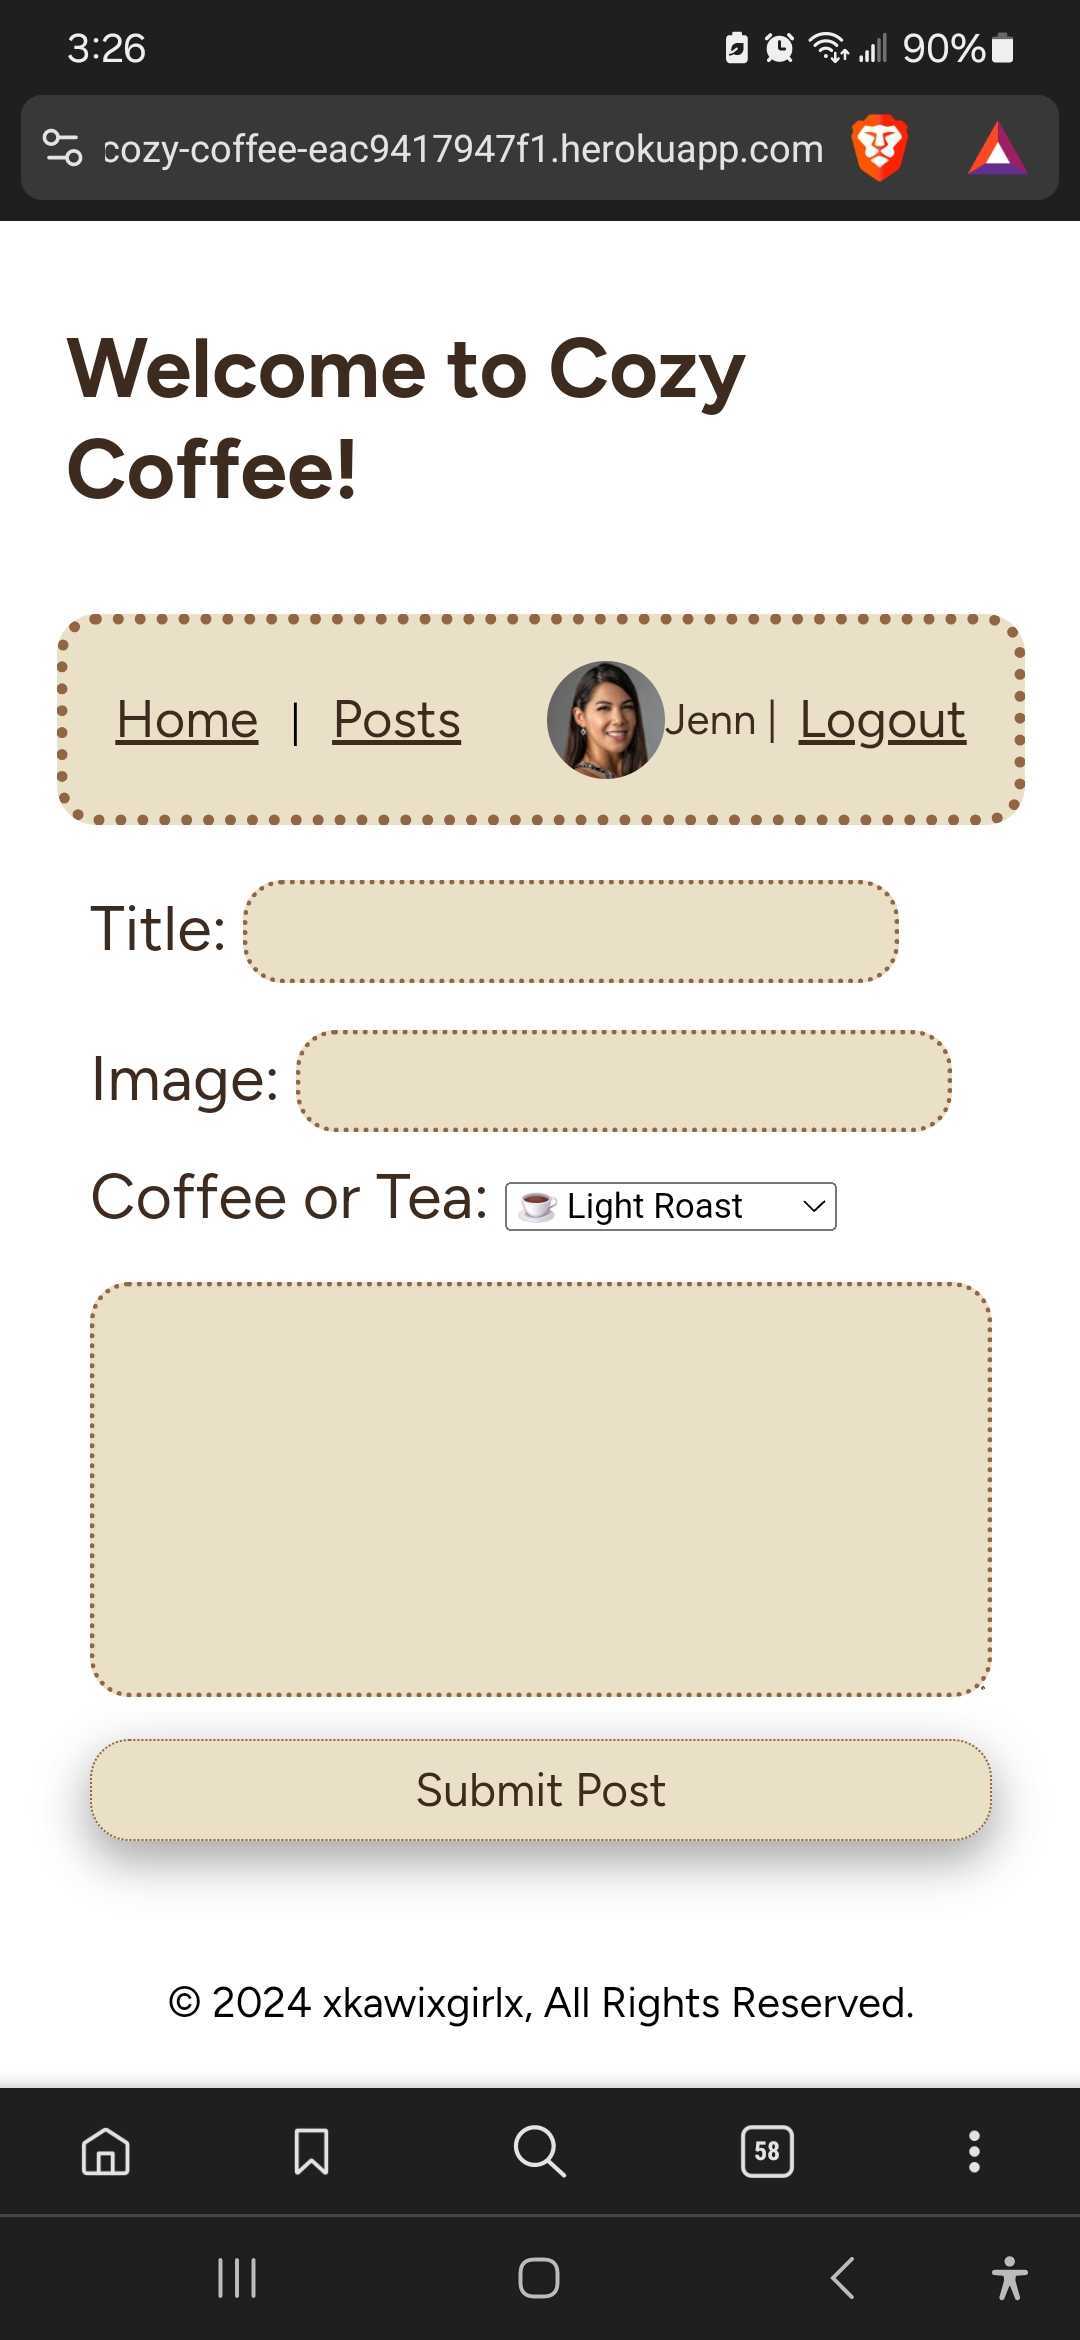 3:26
90%
cozy-coffee-eac9417947f1.herokuapp.com
Welcome to Cozy
Coffee!
Home | Posts Jenn | Logout
Title:
Image:
Coffee or Tea: ☕ Light Roast
Submit Post
© 2024 xkawixgirlx, All Rights Reserved.
58